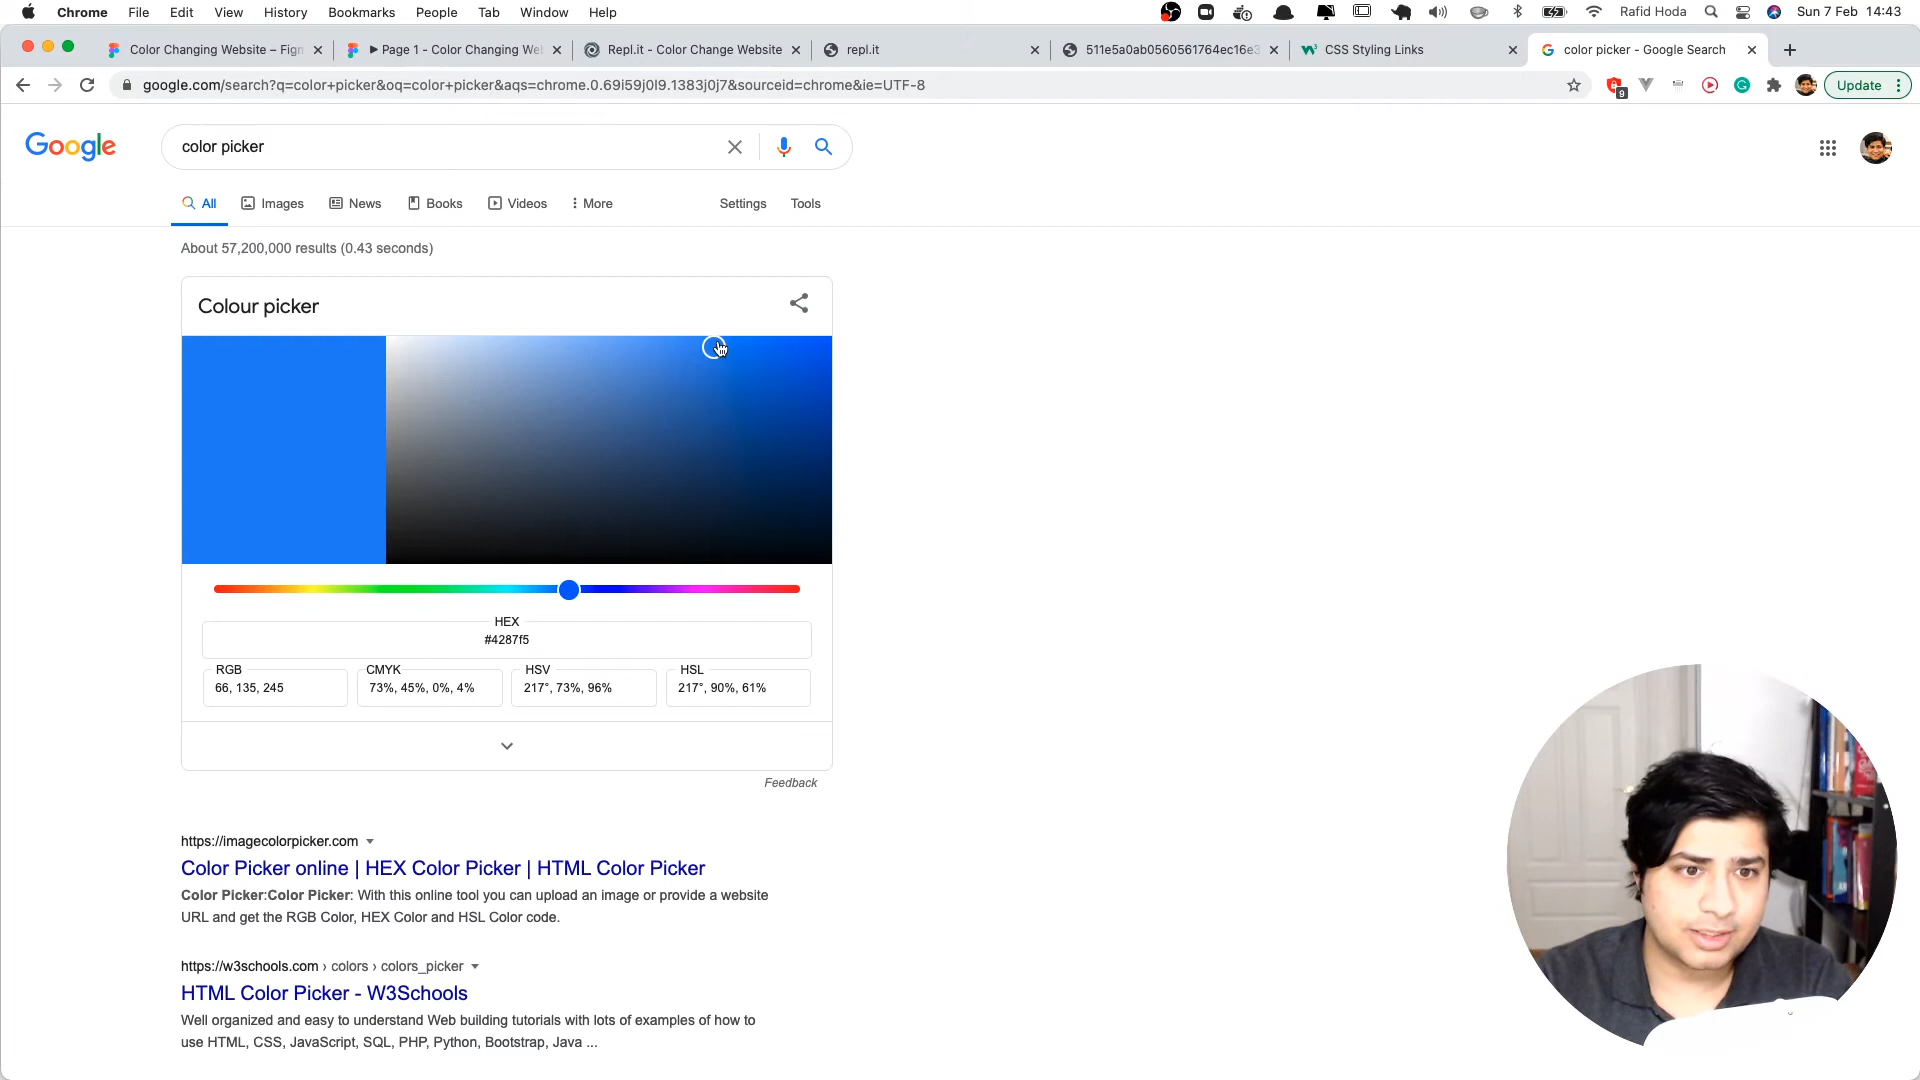 Chrome File Edit View History Bookmarks People Tab Window Help Rafid Hoda Sun 7 Feb 14:43
Color Changing Website – Fign Page 1 - Color Changing Web Repl.it - Color Change Website repl.it 511e5a0ab0560561764ec16e3 CSS Styling Links color picker - Google Search
google.com/search?q=color+picker&oq=color+picker&aqs=chrome.0.69i59j0l9.1383j0j7&sourceid=chrome&ie=UTF-8 9 Update
Google color picker
All Images News Books Videos More Settings Tools
About 57,200,000 results (0.43 seconds)
Colour picker
HEX
#4287f5
RGB CMYK HSV HSL
66, 135, 245 73%, 45%, 0%, 4% 217°, 73%, 96% 217°, 90%, 61%
Feedback
https://imagecolorpicker.com
Color Picker online | HEX Color Picker | HTML Color Picker
Color Picker:Color Picker: With this online tool you can upload an image or provide a website
URL and get the RGB Color, HEX Color and HSL Color code.
https://w3schools.com › colors › colors_picker
HTML Color Picker - W3Schools
Well organized and easy to understand Web building tutorials with lots of examples of how to
use HTML, CSS, JavaScript, SQL, PHP, Python, Bootstrap, Java ...